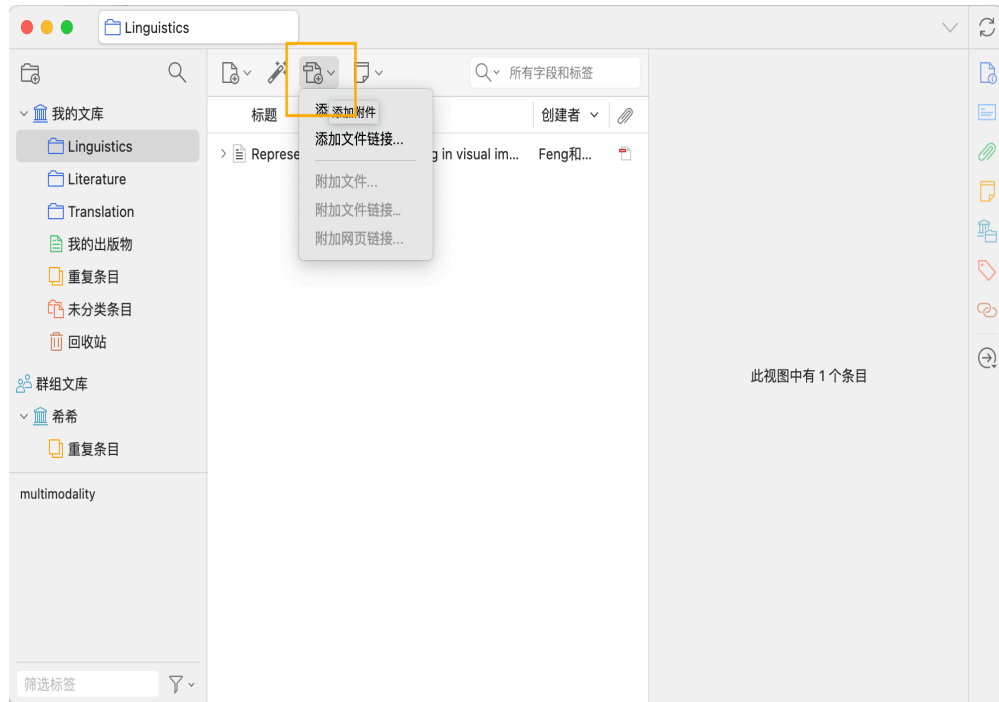 Linguistics
所有字段和标签
我的文库
Linguistics
Literature
Translation
我的出版物
重复条目
未分类条目
回收站
群组文库
希希
重复条目
multimodality
筛选标签
标题
创建者
Represe
g in visual im...
Feng和...
添
添加附件
添加文件链接...
附加文件...
附加文件链接...
附加网页链接...
此视图中有 1 个条目